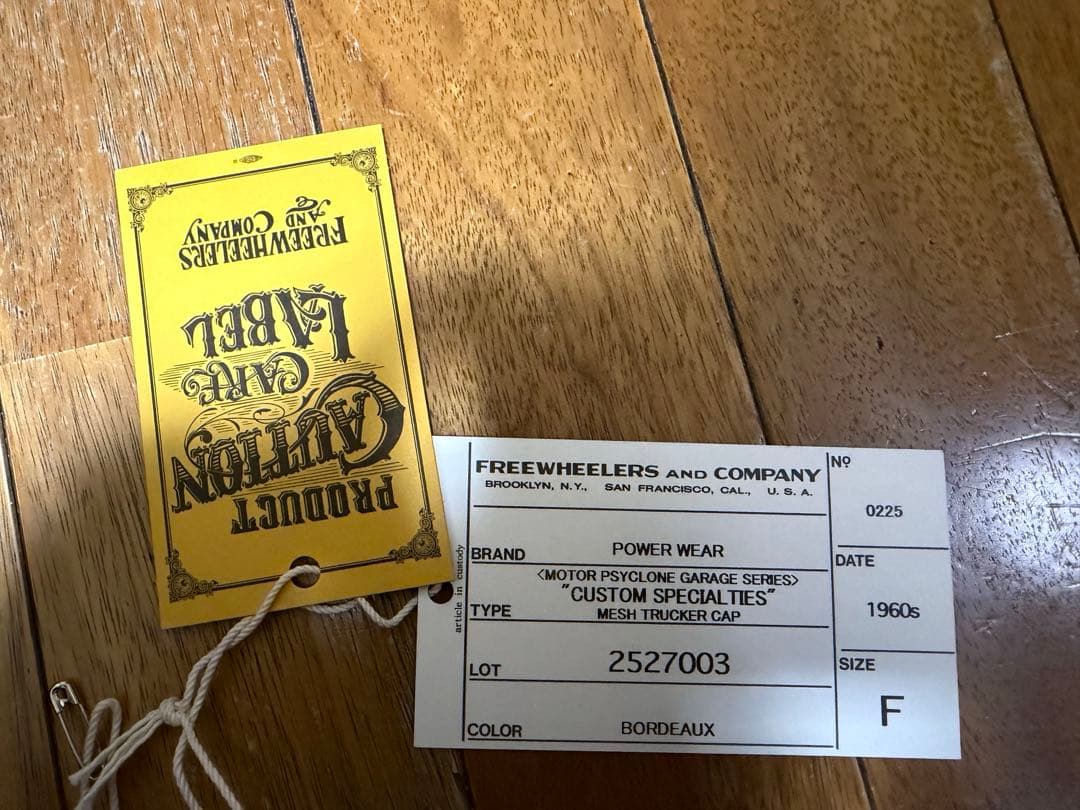 PRODUCT
CAUTION
CARE
LABEL
FREEWHEELERS
AND COMPANY
article in custody
FREEWHEELERS AND COMPANY
BROOKLYN, N.Y., SAN FRANCISCO, CAL., U. S. A.
BRAND POWER WEAR
<MOTOR PSYCLONE GARAGE SERIES>
"CUSTOM SPECIALTIES"
TYPE MESH TRUCKER CAP
LOT 2527003
COLOR BORDEAUX
Nº
0225
DATE
1960s
SIZE
F